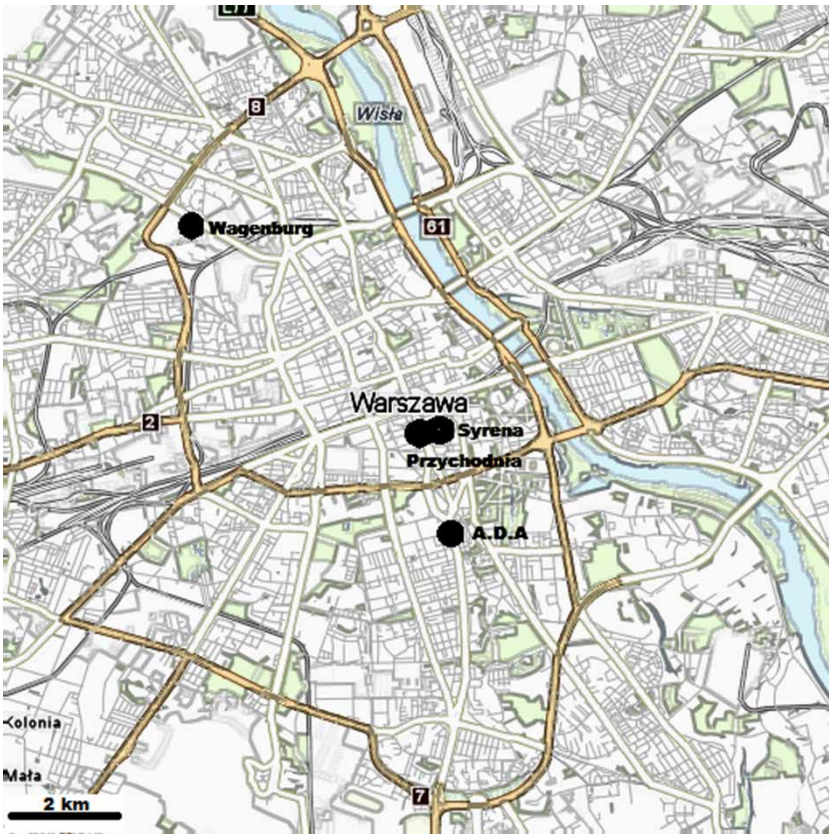 Wisła
8
Wagenburg
61
Warszawa
2
Syrena
Przychodnia
A.D.A
Kolonia
Mała
7
2 km